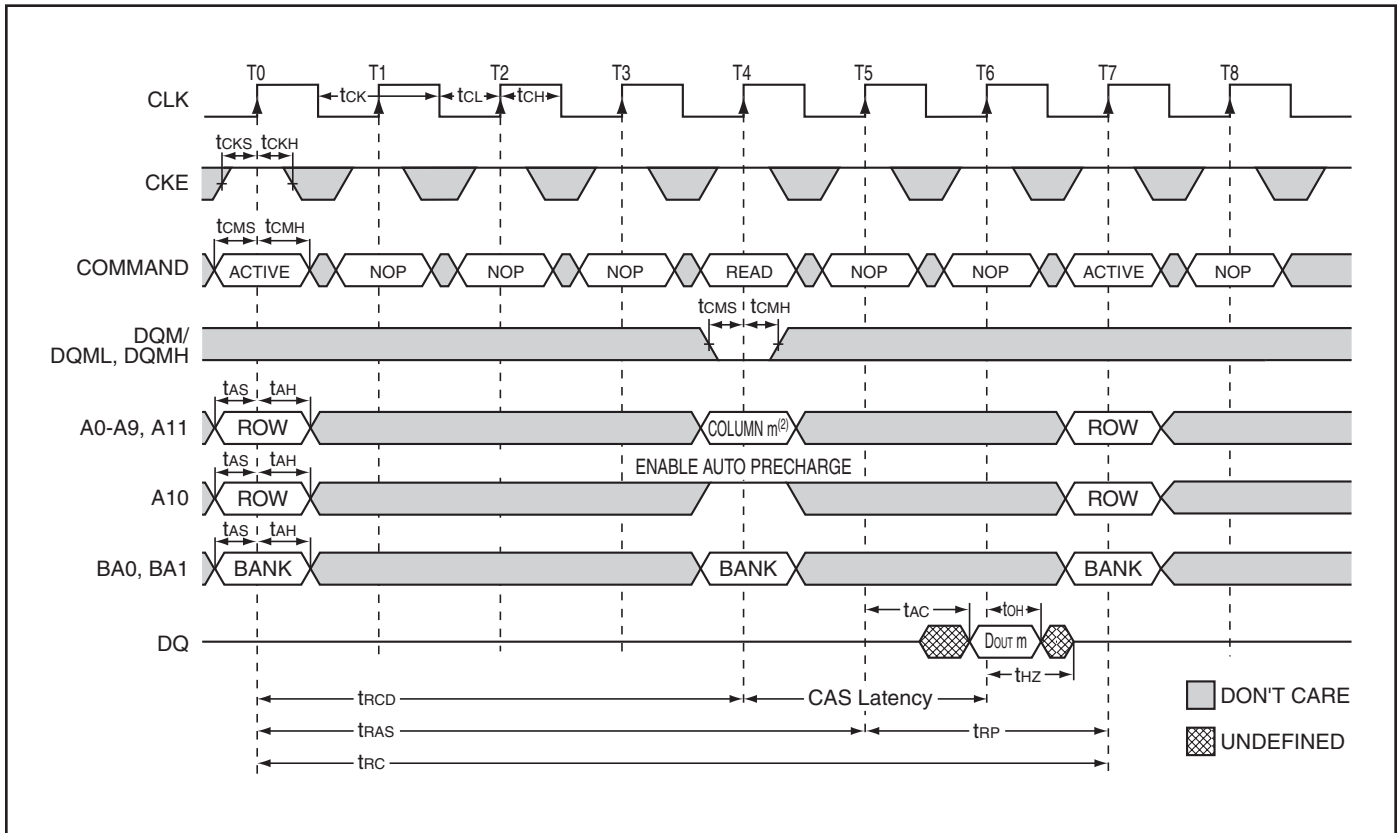 T0 T1 T2 T3 T4 T5 T6 T7 T8
CLK tCK tCL tCH
tCKS tCKH
CKE
tCMS tCMH
COMMAND ACTIVE NOP NOP NOP READ NOP NOP ACTIVE NOP
tCMS tCMH
DQM/
DQML, DQMH
tAS tAH
A0-A9, A11 ROW COLUMN m(2) ROW
tAS tAH ENABLE AUTO PRECHARGE
A10 ROW ROW
tAS tAH
BA0, BA1 BANK BANK BANK
tAC tOH
DQ DOUT m
tHZ
tRCD CAS Latency
DON'T CARE
tRAS tRP
UNDEFINED
tRC